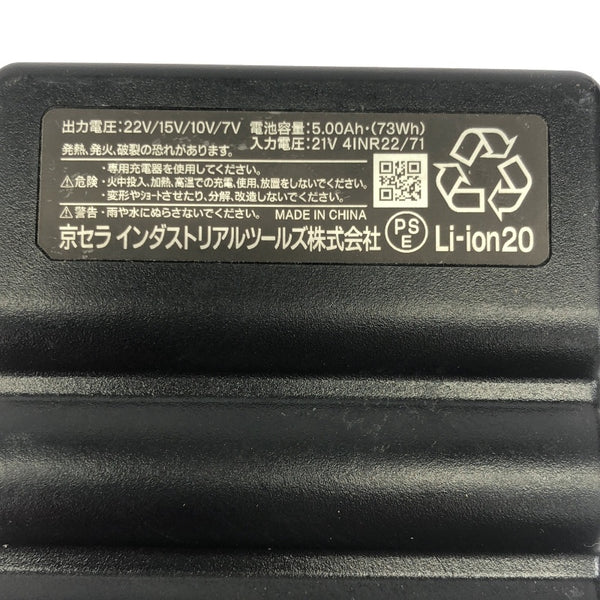 出力電圧:22V/15V/10V/7V 電池容量:5.00Ah・(73Wh)
発熱、発火、破裂の恐れがあります。 入力電圧:21V 4INR22/71
・専用充電器を使用してください。
⚠危険・火中投入、加熱、高温での充電、使用、放置をしないでください。
・変形やショートさせたり、分解、改造しないでください。
⚠警告・雨や水にぬらさないでください。 MADE IN CHINA
京セラ インダストリアルツールズ株式会社 PSE Li-ion20